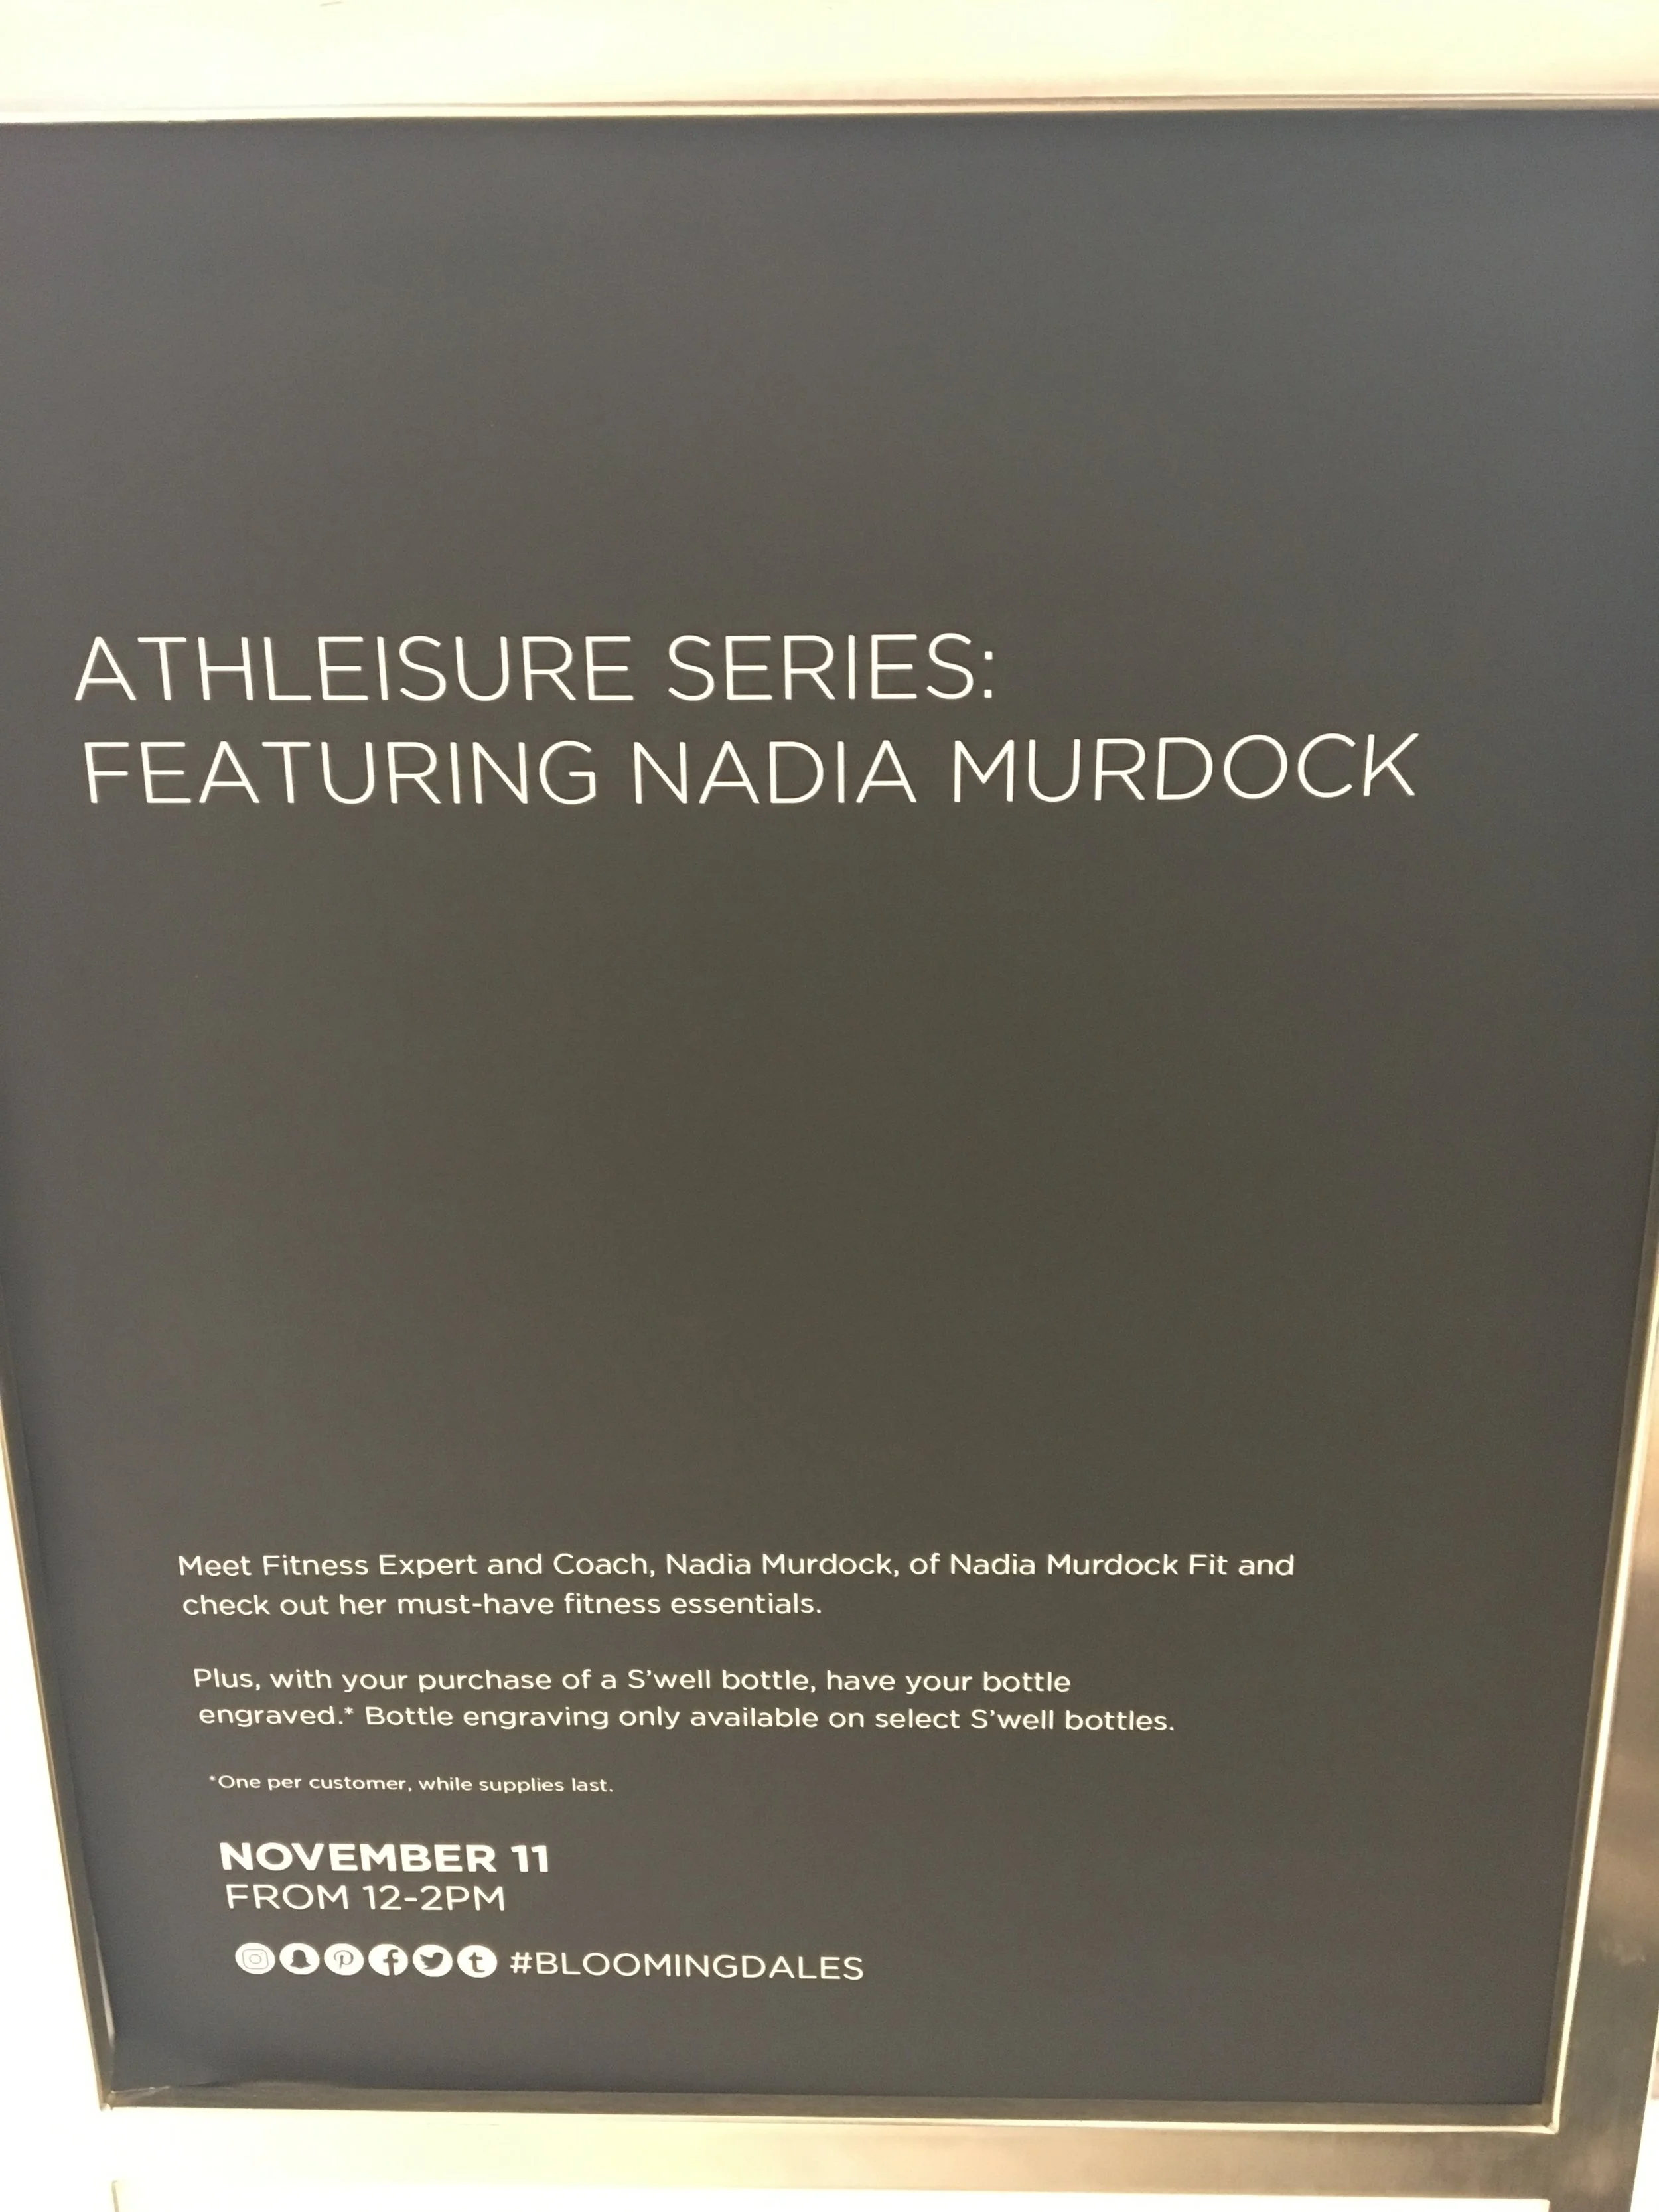 ATHLEISURE SERIES:
FEATURING NADIA MURDOCK
Meet Fitness Expert and Coach, Nadia Murdock, of Nadia Murdock Fit and
check out her must-have fitness essentials.
Plus, with your purchase of a S'well bottle, have your bottle
engraved.* Bottle engraving only available on select S'well bottles.
*One per customer, while supplies last.
NOVEMBER 11
FROM 12-2PM
#BLOOMINGDALES